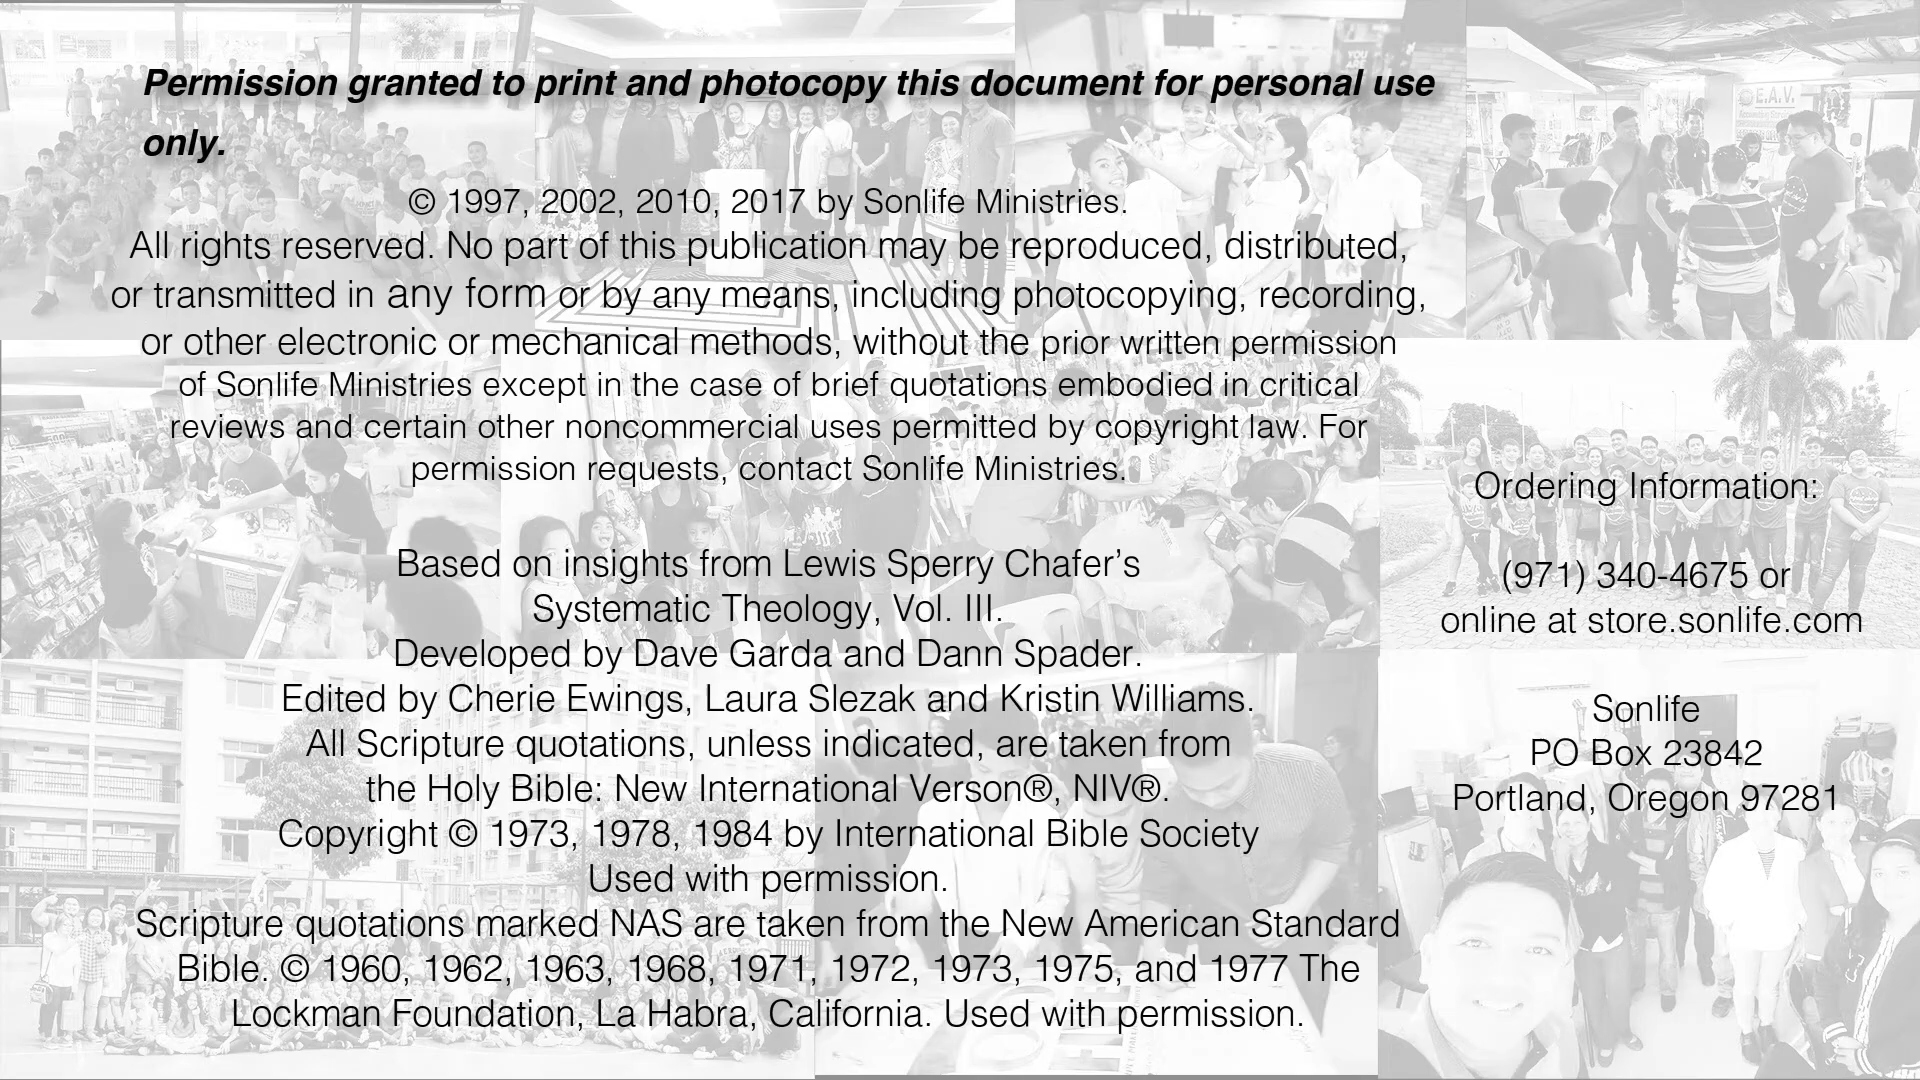 Permission granted to print and photocopy this document for personal use
only.
© 1997, 2002, 2010, 2017 by Sonlife Ministries.
All rights reserved. No part of this publication may be reproduced, distributed,
or transmitted in any form or by any means, including photocopying, recording,
or other electronic or mechanical methods, without the prior written permission
of Sonlife Ministries except in the case of brief quotations embodied in critical
reviews and certain other noncommercial uses permitted by copyright law. For
permission requests, contact Sonlife Ministries.
Based on insights from Lewis Sperry Chafer’s
Systematic Theology, Vol. III.
Developed by Dave Garda and Dann Spader.
Edited by Cherie Ewings, Laura Slezak and Kristin Williams.
All Scripture quotations, unless indicated, are taken from
the Holy Bible: New International Verson®, NIV®.
Copyright © 1973, 1978, 1984 by International Bible Society
Used with permission.
Scripture quotations marked NAS are taken from the New American Standard
Bible. © 1960, 1962, 1963, 1968, 1971, 1972, 1973, 1975, and 1977 The
Lockman Foundation, La Habra, California. Used with permission.
Ordering Information:
(971) 340-4675 or
online at store.sonlife.com
Sonlife
PO Box 23842
Portland, Oregon 97281
E.A.V.